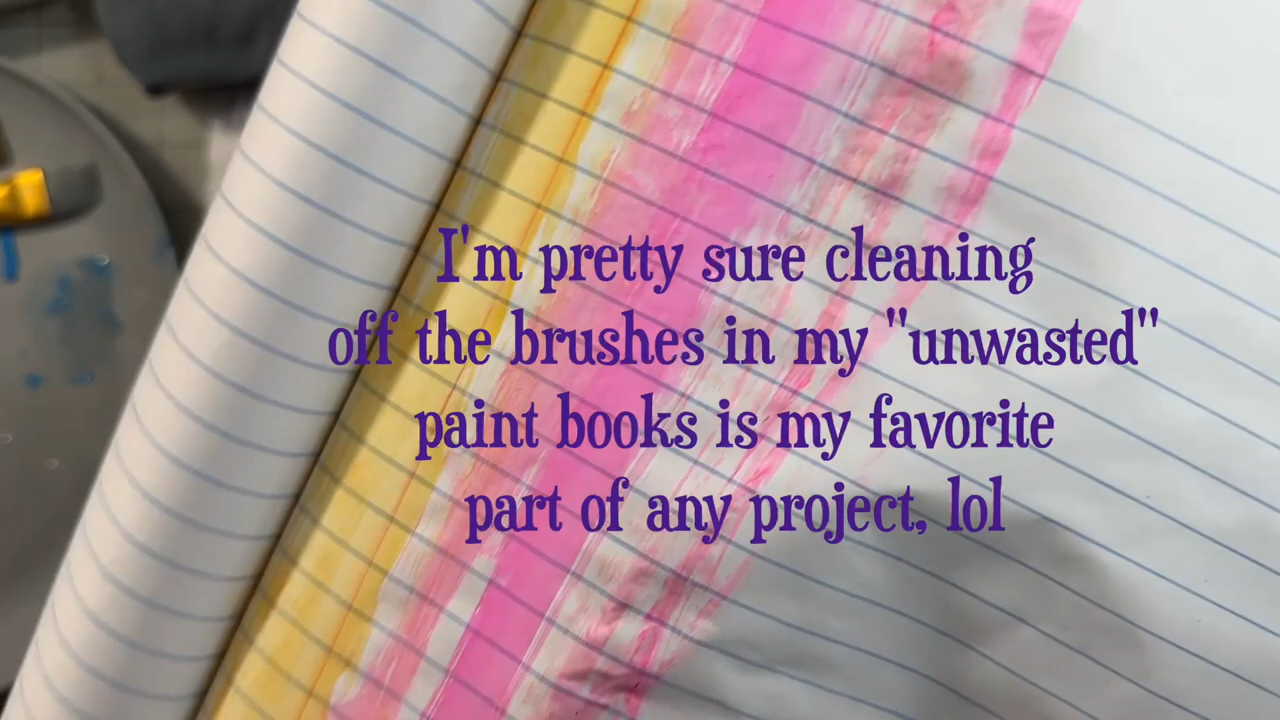 I'm pretty sure cleaning
off the brushes in my "unwasted"
paint books is my favorite
part of any project, lol